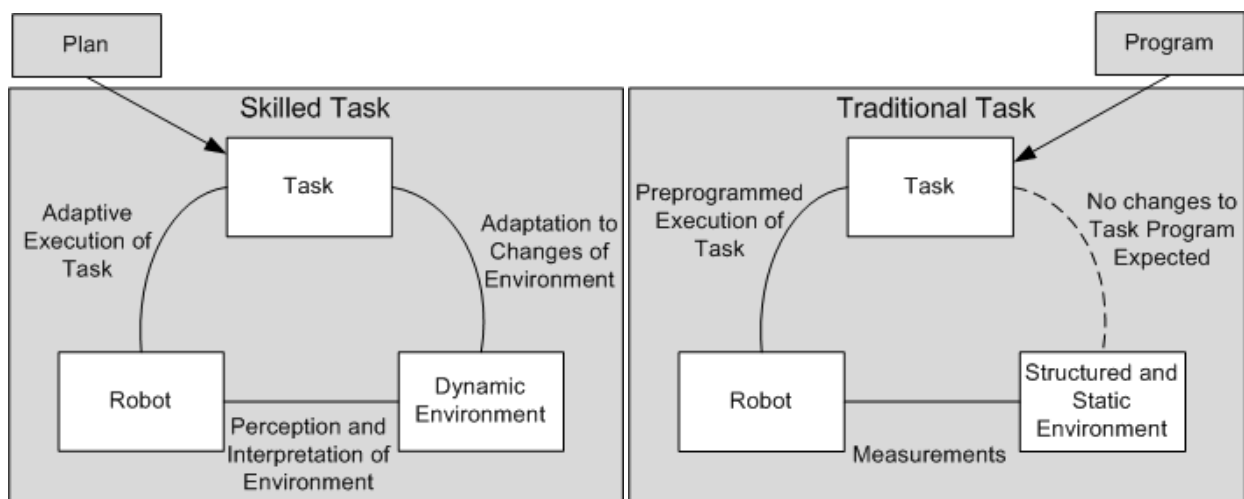 Plan
Program
Skilled Task
Task
Adaptive
Execution of
Task
Adaptation to
Changes of
Environment
Robot
Dynamic
Environment
Perception and
Interpretation of
Environment
Traditional Task
Task
Preprogrammed
Execution of
Task
No changes to
Task Program
Expected
Robot
Structured and
Static
Environment
Measurements